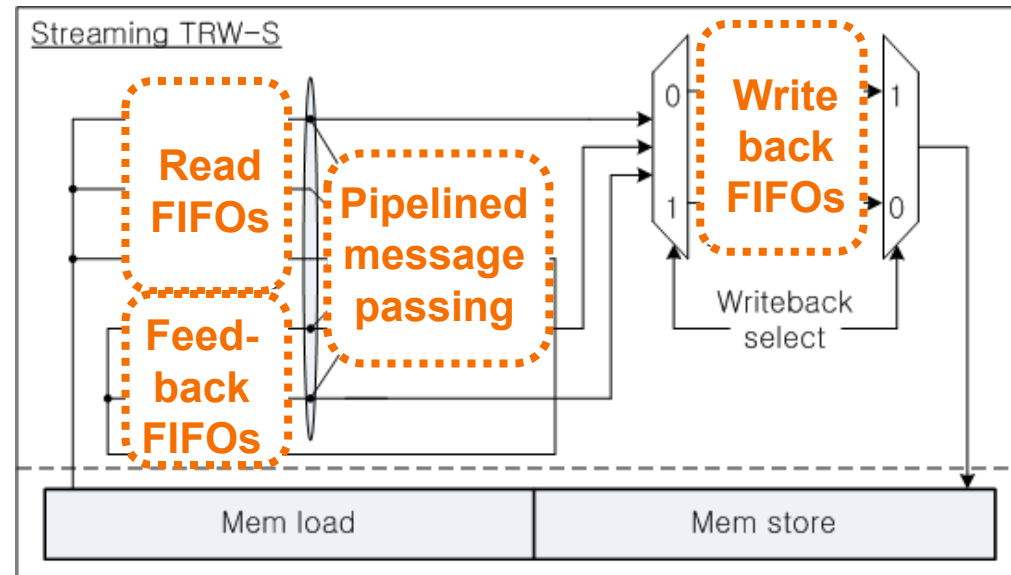 Streaming TRW-S
Read
FIFOs
Feed-
back
FIFOs
Pipelined
message
passing
0
1
Write
back
FIFOs
1
0
Writeback
select
Mem load
Mem store